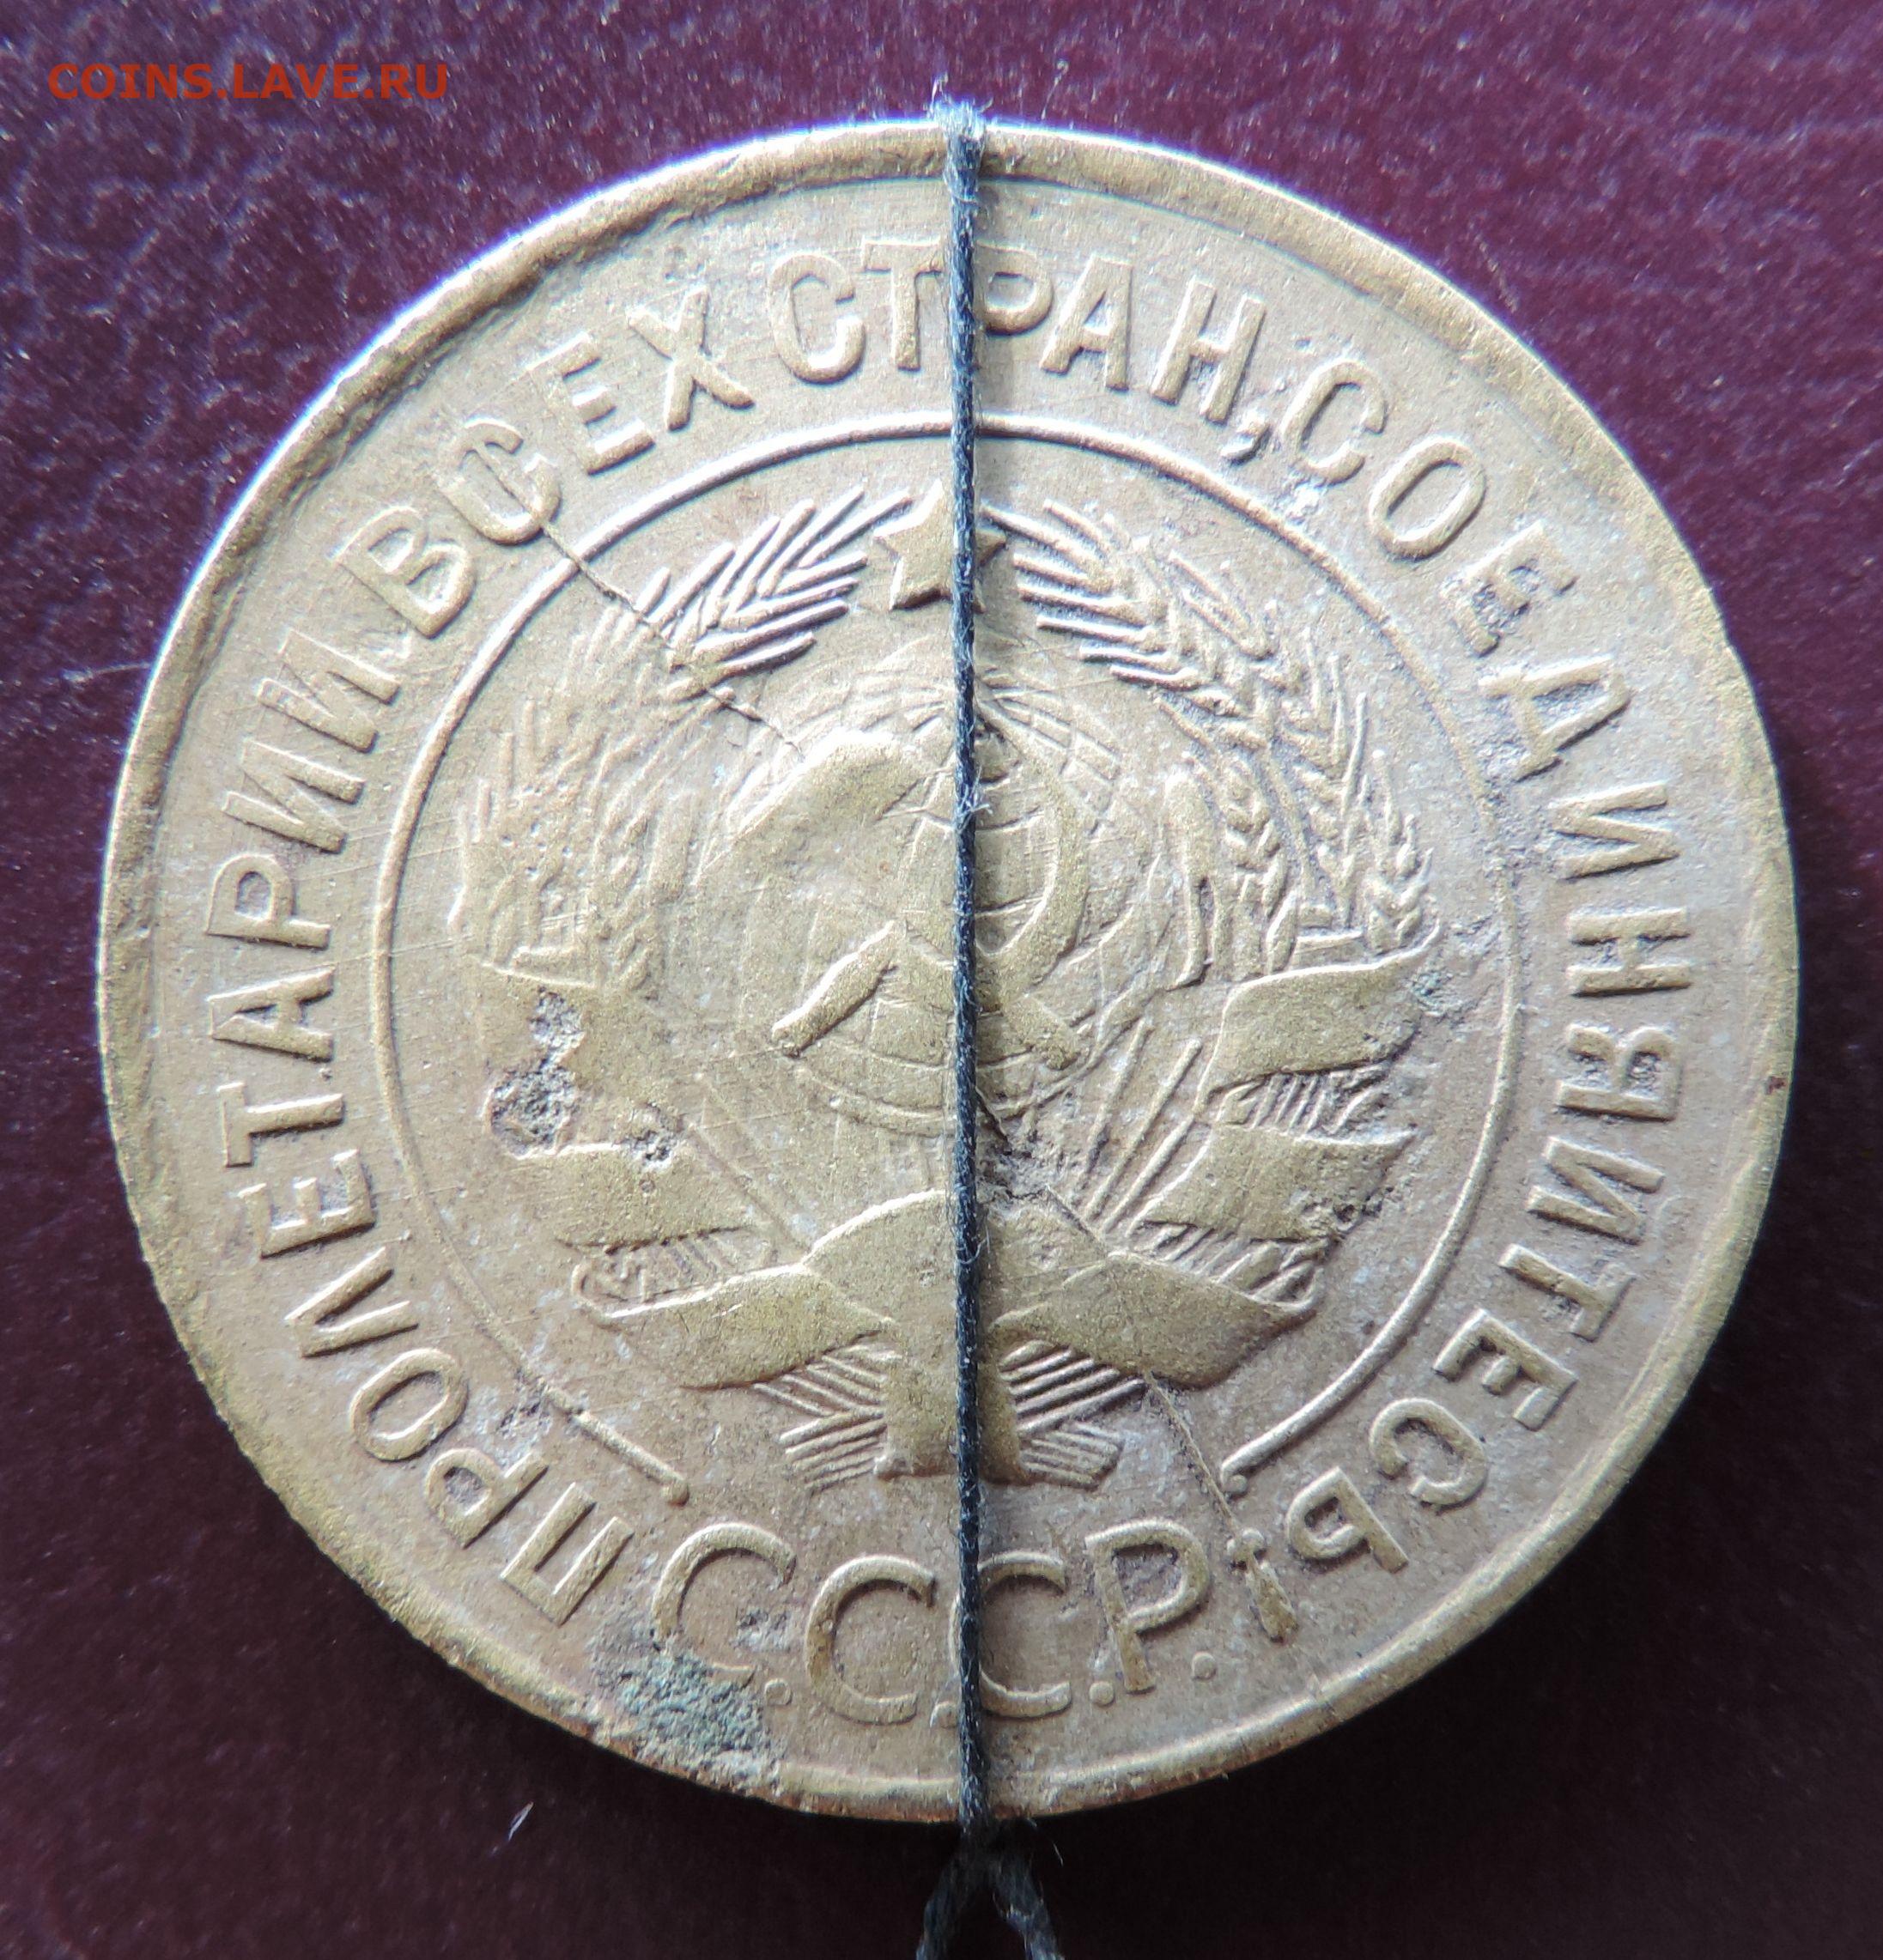 COINS.LAVE.RU
ПРОЛЕТАРИИ ВСЕХ СТРАН, СОЕДИНЯЙТЕСЬ!
С.С.С.Р.